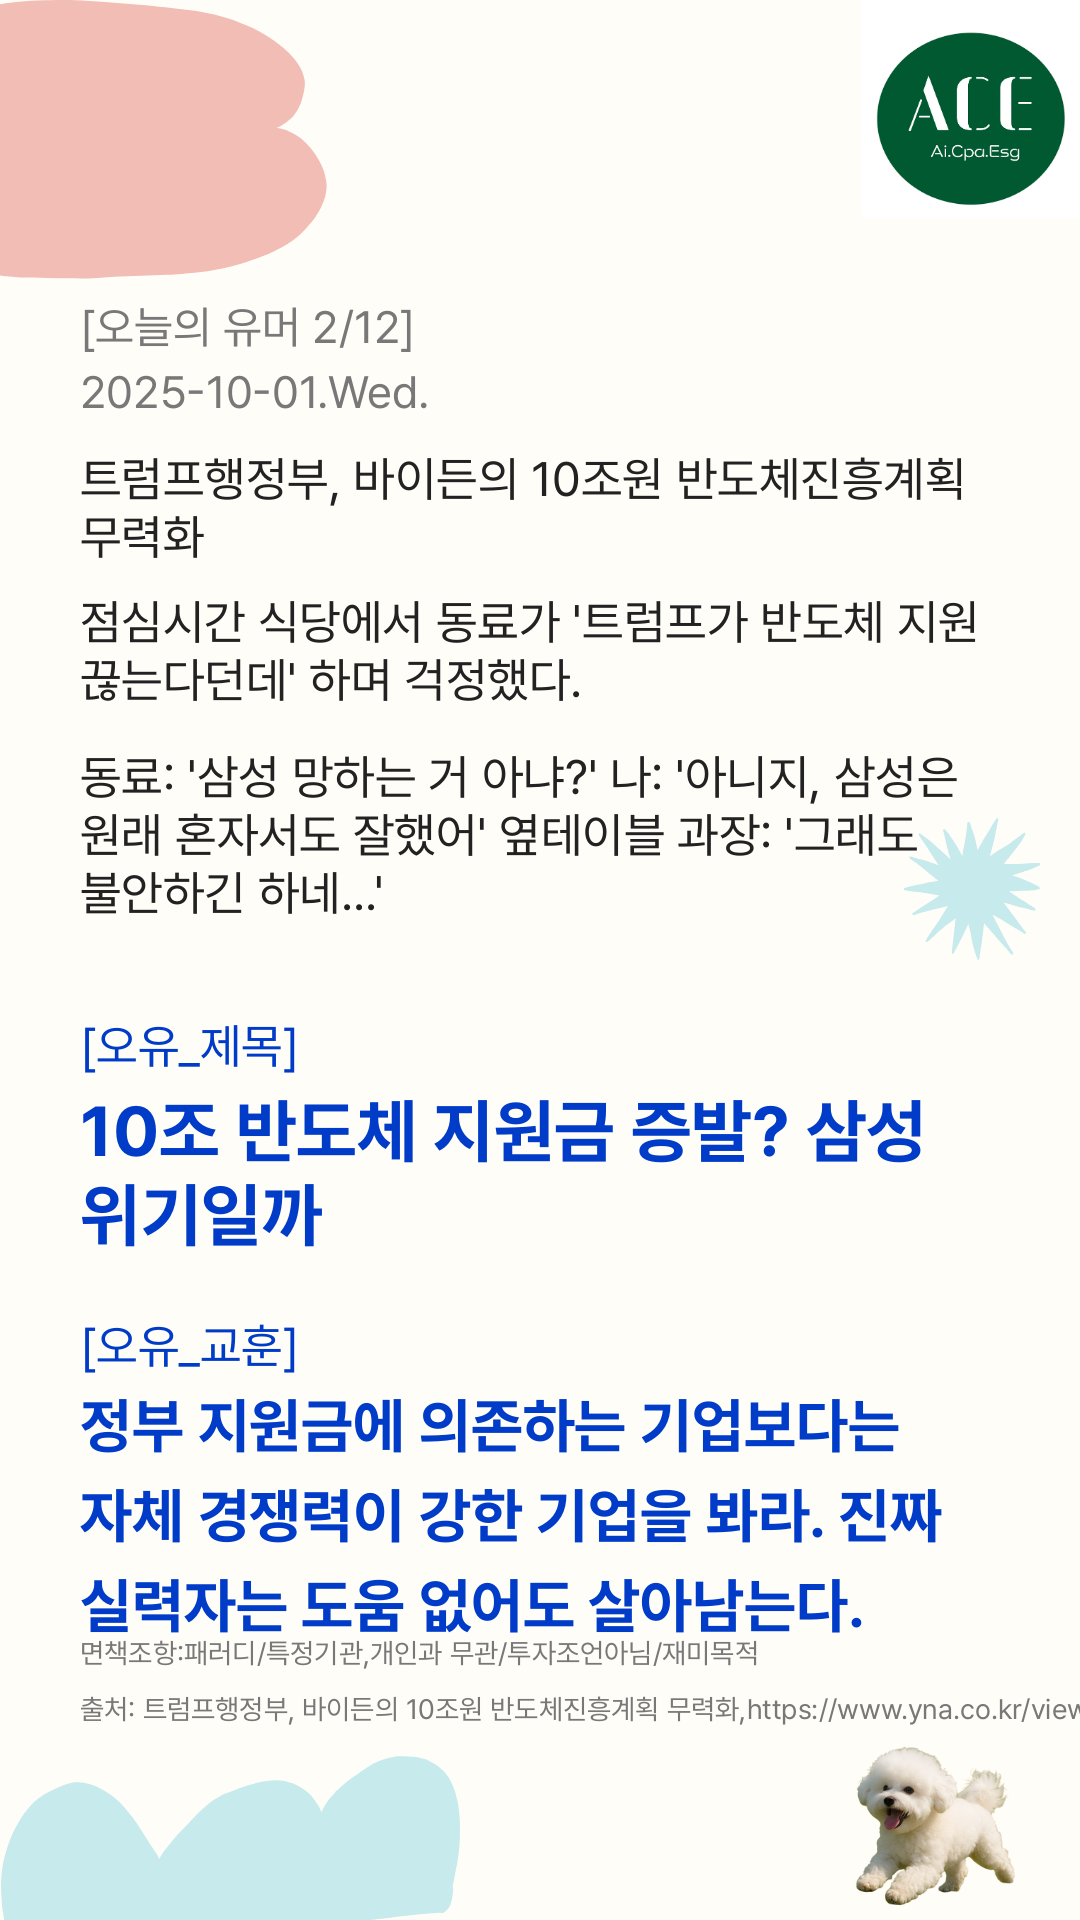 ACE
Ai.Cpa.Esg
[오늘의 유머 2/12]
2025-10-01.Wed.
트럼프행정부, 바이든의 10조원 반도체진흥계획
무력화
점심시간 식당에서 동료가 '트럼프가 반도체 지원
끊는다던데' 하며 걱정했다.
동료: '삼성 망하는 거 아냐?' 나: '아니지, 삼성은
원래 혼자서도 잘했어' 옆테이블 과장: '그래도
불안하긴 하네...'
[오유_제목]
10조 반도체 지원금 증발? 삼성
위기일까
[오유_교훈]
정부 지원금에 의존하는 기업보다는
자체 경쟁력이 강한 기업을 봐라. 진짜
실력자는 도움 없어도 살아남는다.
면책조항:패러디/특정기관,개인과 무관/투자조언아님/재미목적
출처: 트럼프행정부, 바이든의 10조원 반도체진흥계획 무력화,https://www.yna.co.kr/view